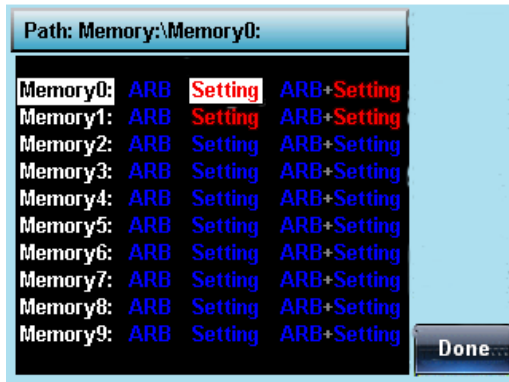 Path: Memory:\Memory0:
Memory0: ARB Setting ARB+Setting
Memory1: ARB Setting ARB+Setting
Memory2: ARB Setting ARB+Setting
Memory3: ARB Setting ARB+Setting
Memory4: ARB Setting ARB+Setting
Memory5: ARB Setting ARB+Setting
Memory6: ARB Setting ARB+Setting
Memory7: ARB Setting ARB+Setting
Memory8: ARB Setting ARB+Setting
Memory9: ARB Setting ARB+Setting
Done